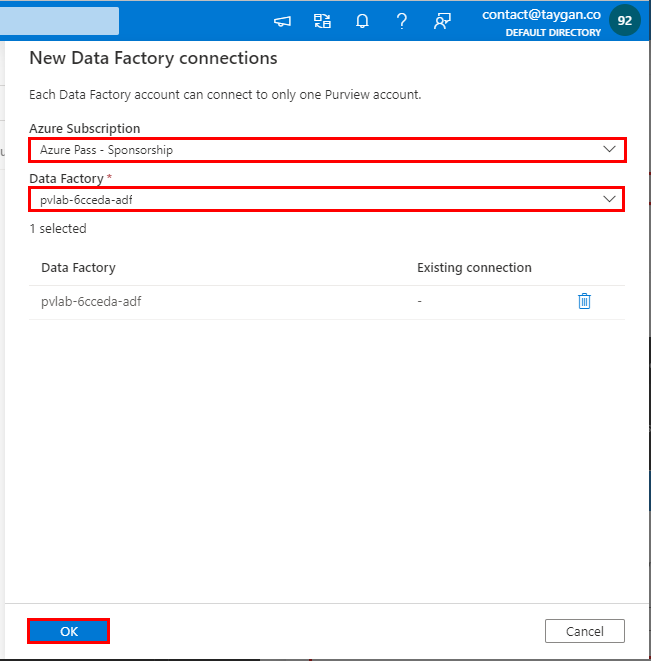 contact@taygan.co
DEFAULT DIRECTORY
92
New Data Factory connections
Each Data Factory account can connect to only one Purview account.
Azure Subscription
Azure Pass - Sponsorship
Data Factory *
pvlab-6cceda-adf
1 selected
Data Factory Existing connection
pvlab-6cceda-adf -
OK Cancel